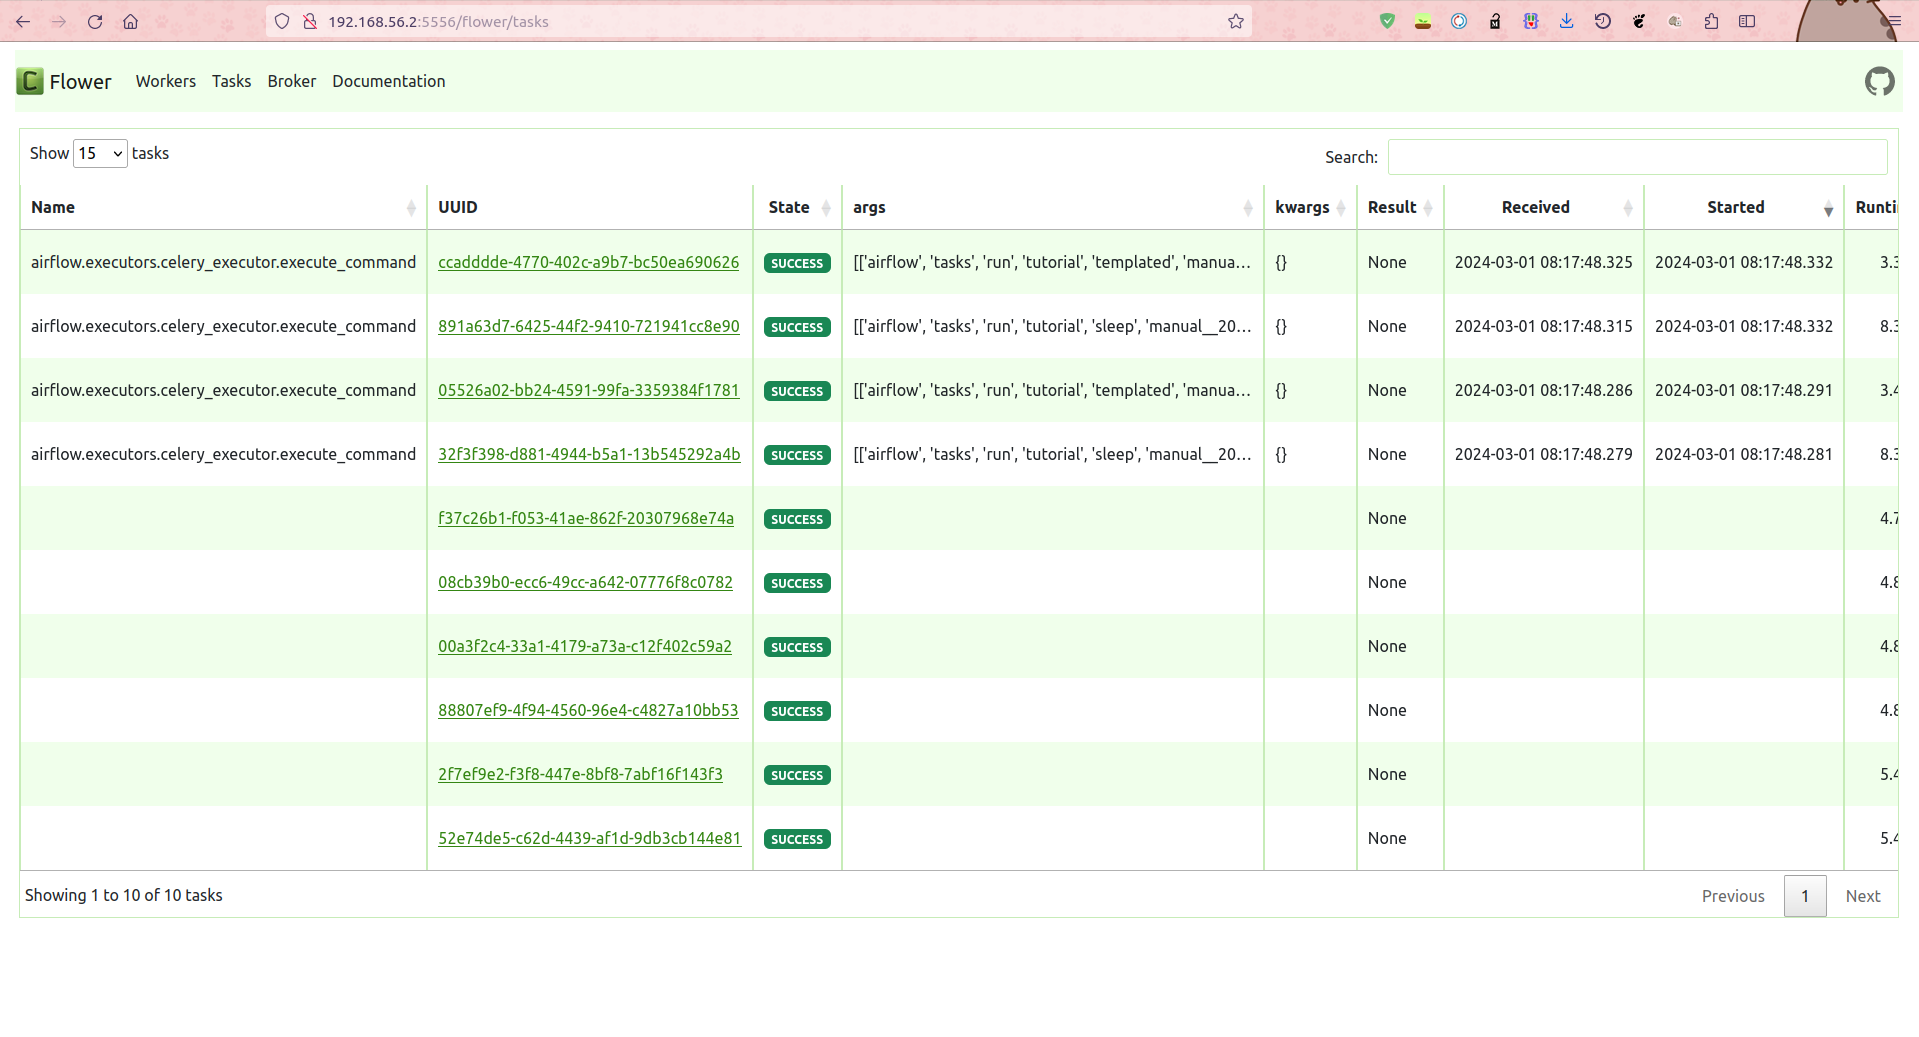 192.168.56.2:5556/flower/tasks
Flower Workers Tasks Broker Documentation
Show 15 tasks Search:
Name UUID State args kwargs Result Received Started Runti
airflow.executors.celery_executor.execute_command ccadddde-4770-402c-a9b7-bc50ea690626 SUCCESS [['airflow', 'tasks', 'run', 'tutorial', 'templated', 'manua... {} None 2024-03-01 08:17:48.325 2024-03-01 08:17:48.332 3.3
airflow.executors.celery_executor.execute_command 891a63d7-6425-44f2-9410-721941cc8e90 SUCCESS [['airflow', 'tasks', 'run', 'tutorial', 'sleep', 'manual__20... {} None 2024-03-01 08:17:48.315 2024-03-01 08:17:48.332 8.3
airflow.executors.celery_executor.execute_command 05526a02-bb24-4591-99fa-3359384f1781 SUCCESS [['airflow', 'tasks', 'run', 'tutorial', 'templated', 'manua... {} None 2024-03-01 08:17:48.286 2024-03-01 08:17:48.291 3.4
airflow.executors.celery_executor.execute_command 32f3f398-d881-4944-b5a1-13b545292a4b SUCCESS [['airflow', 'tasks', 'run', 'tutorial', 'sleep', 'manual__20... {} None 2024-03-01 08:17:48.279 2024-03-01 08:17:48.281 8.3
f37c26b1-f053-41ae-862f-20307968e74a SUCCESS None 4.7
08cb39b0-ecc6-49cc-a642-07776f8c0782 SUCCESS None 4.8
00a3f2c4-33a1-4179-a73a-c12f402c59a2 SUCCESS None 4.8
88807ef9-4f94-4560-96e4-c4827a10bb53 SUCCESS None 4.8
2f7ef9e2-f3f8-447e-8bf8-7abf16f143f3 SUCCESS None 5.4
52e74de5-c62d-4439-af1d-9db3cb144e81 SUCCESS None 5.4
Showing 1 to 10 of 10 tasks Previous 1 Next